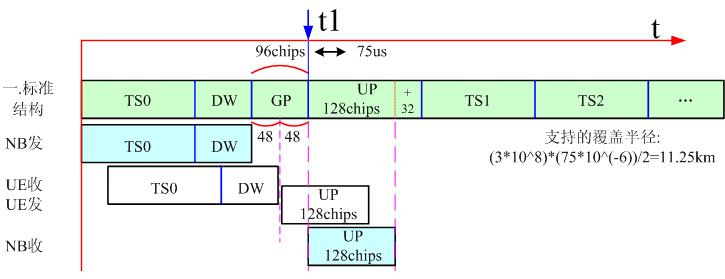 t1
t
96chips
75us
一.标准
结构
TS0
DW
GP
UP
128chips
+
32
TS1
TS2
...
NB发
TS0
DW
48
48
支持的覆盖半径:
(3*10^8)*(75*10^(-6))/2=11.25km
UE收
TS0
DW
UE发
UP
128chips
NB收
UP
128chips